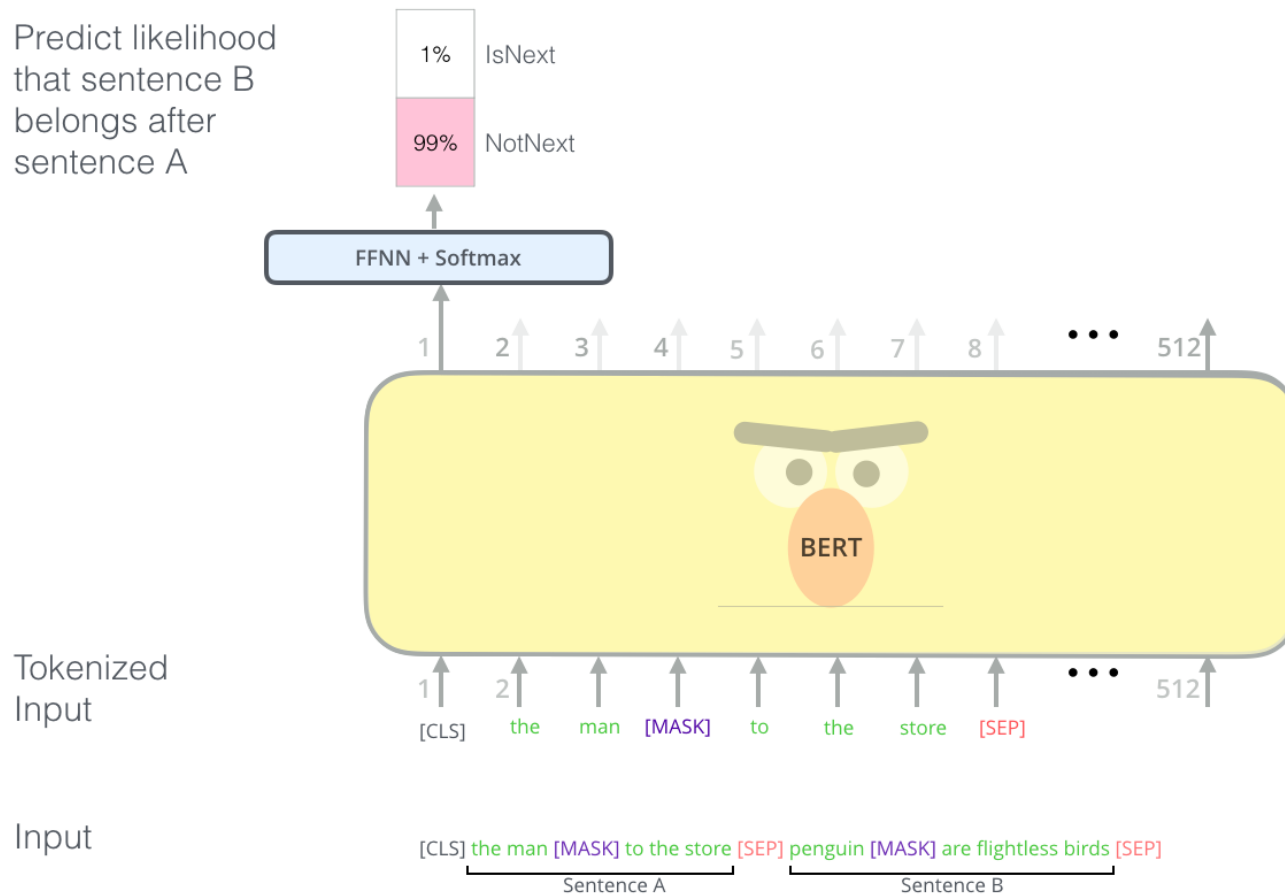 Predict likelihood
that sentence B
belongs after
sentence A
1% IsNext
99% NotNext
FFNN + Softmax
1 2 3 4 5 6 7 8 ••• 512
BERT
Tokenized
Input
1 2 ••• 512
[CLS] the man [MASK] to the store [SEP]
Input
[CLS] the man [MASK] to the store [SEP] penguin [MASK] are flightless birds [SEP]
Sentence A Sentence B